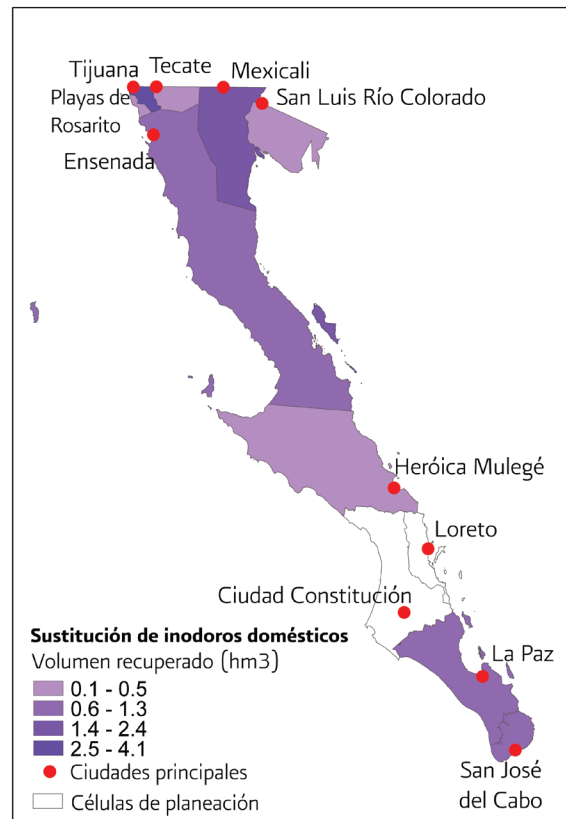 Tijuana
Tecate
Mexicali
Playas de
Rosarito
San Luis Río Colorado
Ensenada
Heróica Mulegé
Loreto
Ciudad Constitución
La Paz
San José
del Cabo
Sustitución de inodoros domésticos
Volumen recuperado (hm3)
0.1 - 0.5
0.6 - 1.3
1.4 - 2.4
2.5 - 4.1
Ciudades principales
Células de planeación